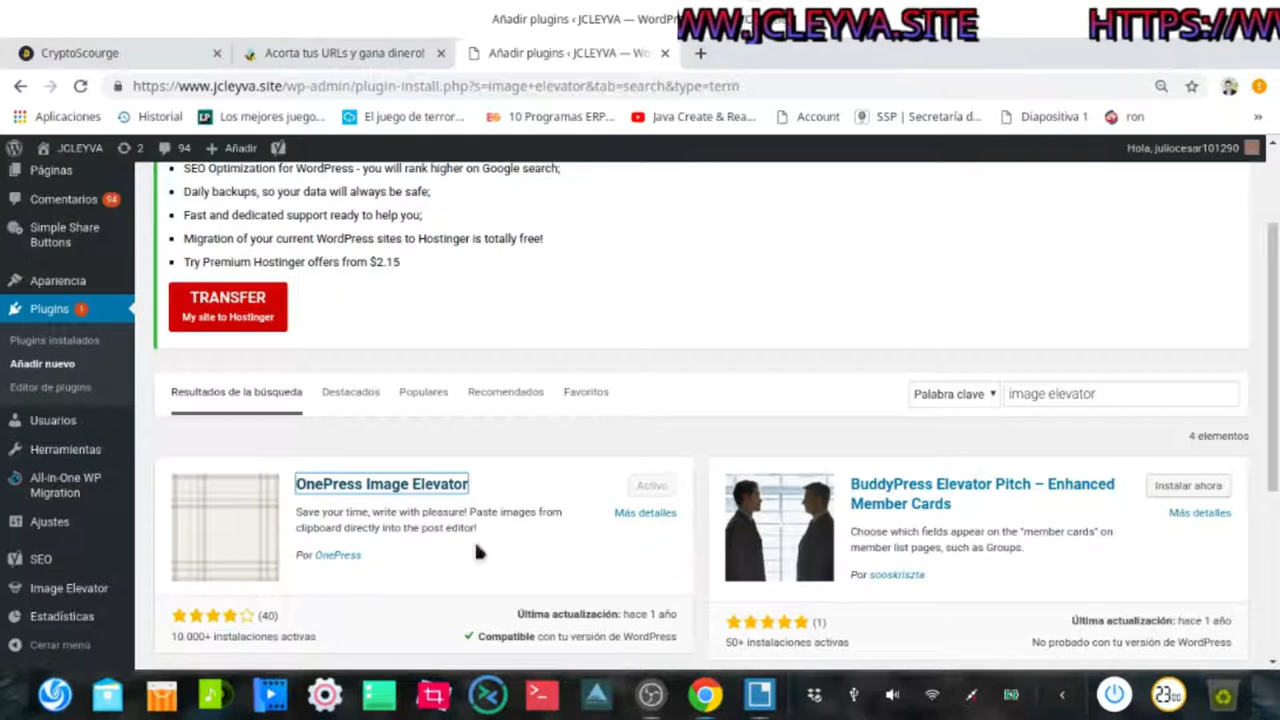 Añadir plugins ‹ JCLEYVA — WordPr
WW.JCLEYVA.SITE
HTTPS://W
CryptoScourge
Acorta tus URLs y gana dinero!
Añadir plugins ‹ JCLEYVA — Wo
https://www.jcleyva.site/wp-admin/plugin-install.php?s=image+elevator&tab=search&type=term
Aplicaciones
Historial
Los mejores juego...
El juego de terror...
10 Programas ERP...
Java Create & Rea...
Account
SSP | Secretaría d...
Diapositiva 1
ron
»
JCLEYVA
2
94
+ Añadir
Hola, juliocesar101290
Páginas
Comentarios 94
Simple Share
Buttons
Apariencia
Plugins 1
Plugins instalados
Añadir nuevo
Editor de plugins
Usuarios
Herramientas
All-in-One WP
Migration
Ajustes
SEO
Image Elevator
Estadísticas
Cerrar menú
SEO Optimization for WordPress - you will rank higher on Google search;
Daily backups, so your data will always be safe;
Fast and dedicated support ready to help you;
Migration of your current WordPress sites to Hostinger is totally free!
Try Premium Hostinger offers from $2.15
TRANSFER
My site to Hostinger
Resultados de la búsqueda
Destacados
Populares
Recomendados
Favoritos
Palabra clave
image elevator
4 elementos
OnePress Image Elevator
Activo
Más detalles
Save your time, write with pleasure! Paste images from
clipboard directly into the post editor!
Por OnePress
(40)
10.000+ instalaciones activas
Última actualización: hace 1 año
Compatible con tu versión de WordPress
BuddyPress Elevator Pitch – Enhanced
Member Cards
Instalar ahora
Más detalles
Choose which fields appear on the "member cards" on
member list pages, such as Groups.
Por sooskriszta
(1)
50+ instalaciones activas
Última actualización: hace 1 año
No probado con tu versión de WordPress
23:00